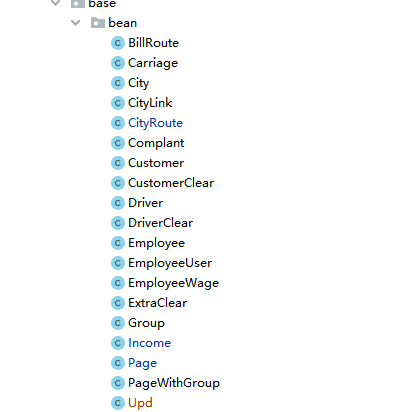 base
bean
C BillRoute
C Carriage
C City
C CityLink
C CityRoute
C Complant
C Customer
C CustomerClear
C Driver
C DriverClear
C Employee
C EmployeeUser
C EmployeeWage
C ExtraClear
C Group
C Income
C Page
C PageWithGroup
C Upd